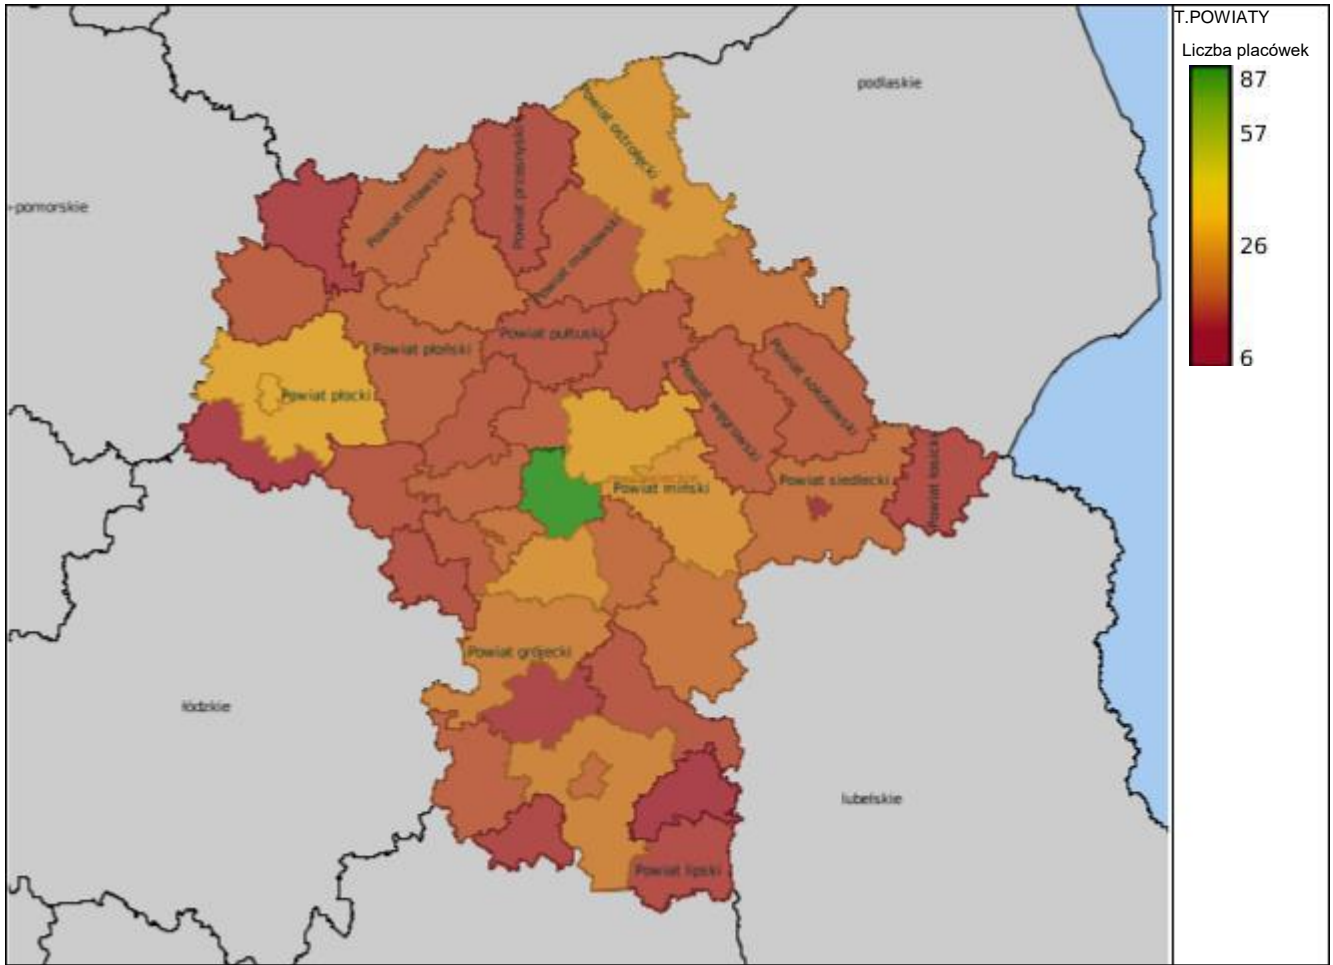 T.POWIATY
Liczba placówek
87
57
26
6
podlaskie
-pomorskie
Powiat ostrołęcki
Powiat przasnyski
Powiat mławski
Powiat makowski
Powiat pułtuski
Powiat płoński
Powiat sokołowski
Powiat węgrowski
Powiat płocki
Powiat łosicki
Powiat siedlecki
Powiat miński
Powiat grójecki
łódzkie
lubelskie
Powiat lipski